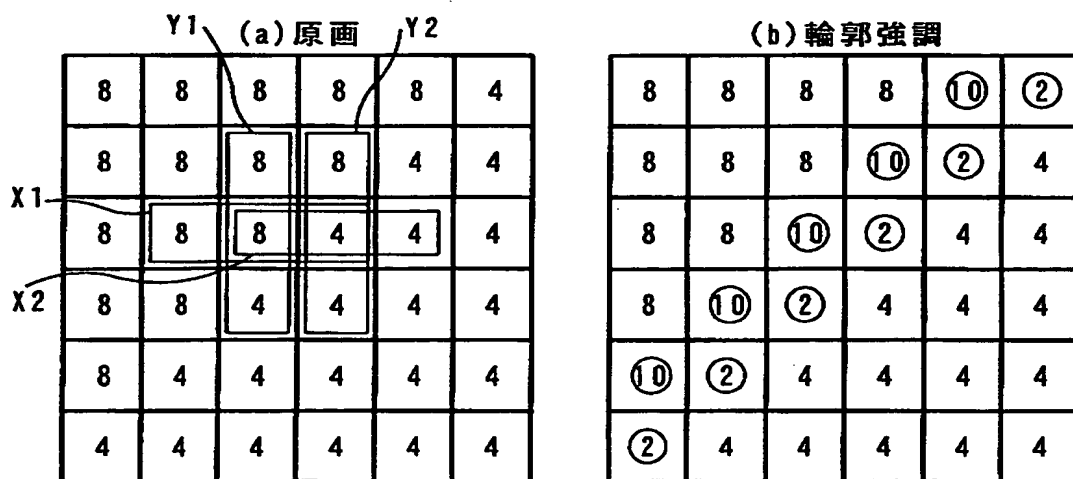 Y1 (a)原画 Y2 (b)輪郭強調
8 8 8 8 8 4 8 8 8 8 10 2
8 8 8 8 4 4 8 8 8 10 2 4
X1
8 8 8 4 4 4 8 8 10 2 4 4
X2
8 8 4 4 4 4 8 10 2 4 4 4
8 4 4 4 4 4 10 2 4 4 4 4
4 4 4 4 4 4 2 4 4 4 4 4